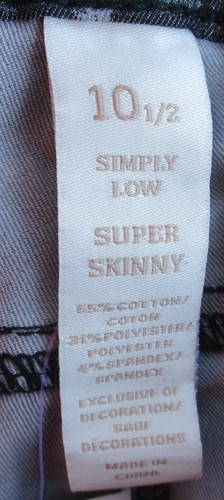 10 1/2
SIMPLY
LOW
SUPER
SKINNY
65% COTTON/
COTON
31% POLYESTER/
POLYESTER
4% SPANDEX/
SPANDEX
EXCLUSIVE OF
DECORATION/
SAUF
DÉCORATIONS
MADE IN
CHINA